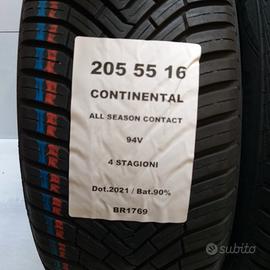 205 55 16
CONTINENTAL
ALL SEASON CONTACT
94V
4 STAGIONI
Dot.2021 / Bat.90%
BR1769
subito